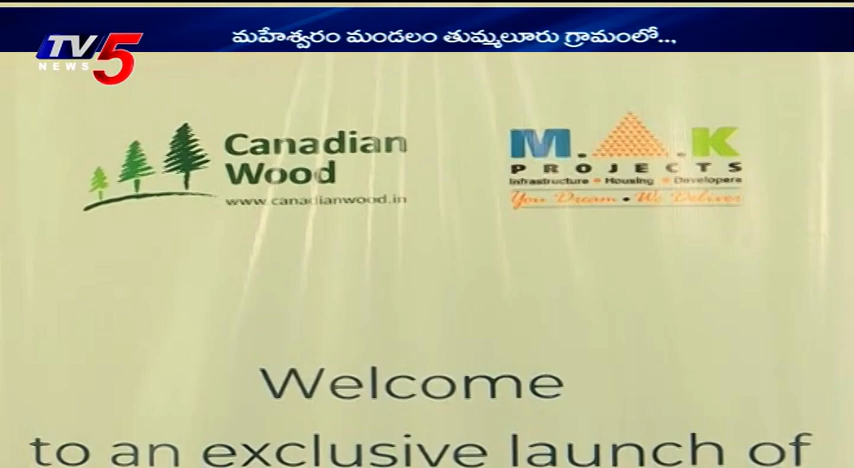 మహేశ్వరం మండలం తుమ్మలూరు గ్రామంలో..,
TV5
NEWS
Canadian
Wood
www.canadianwood.in
M.A.K
PROJECTS
Infrastructure • Housing • Developers
You Dream • We Deliver
Welcome
to an exclusive launch of